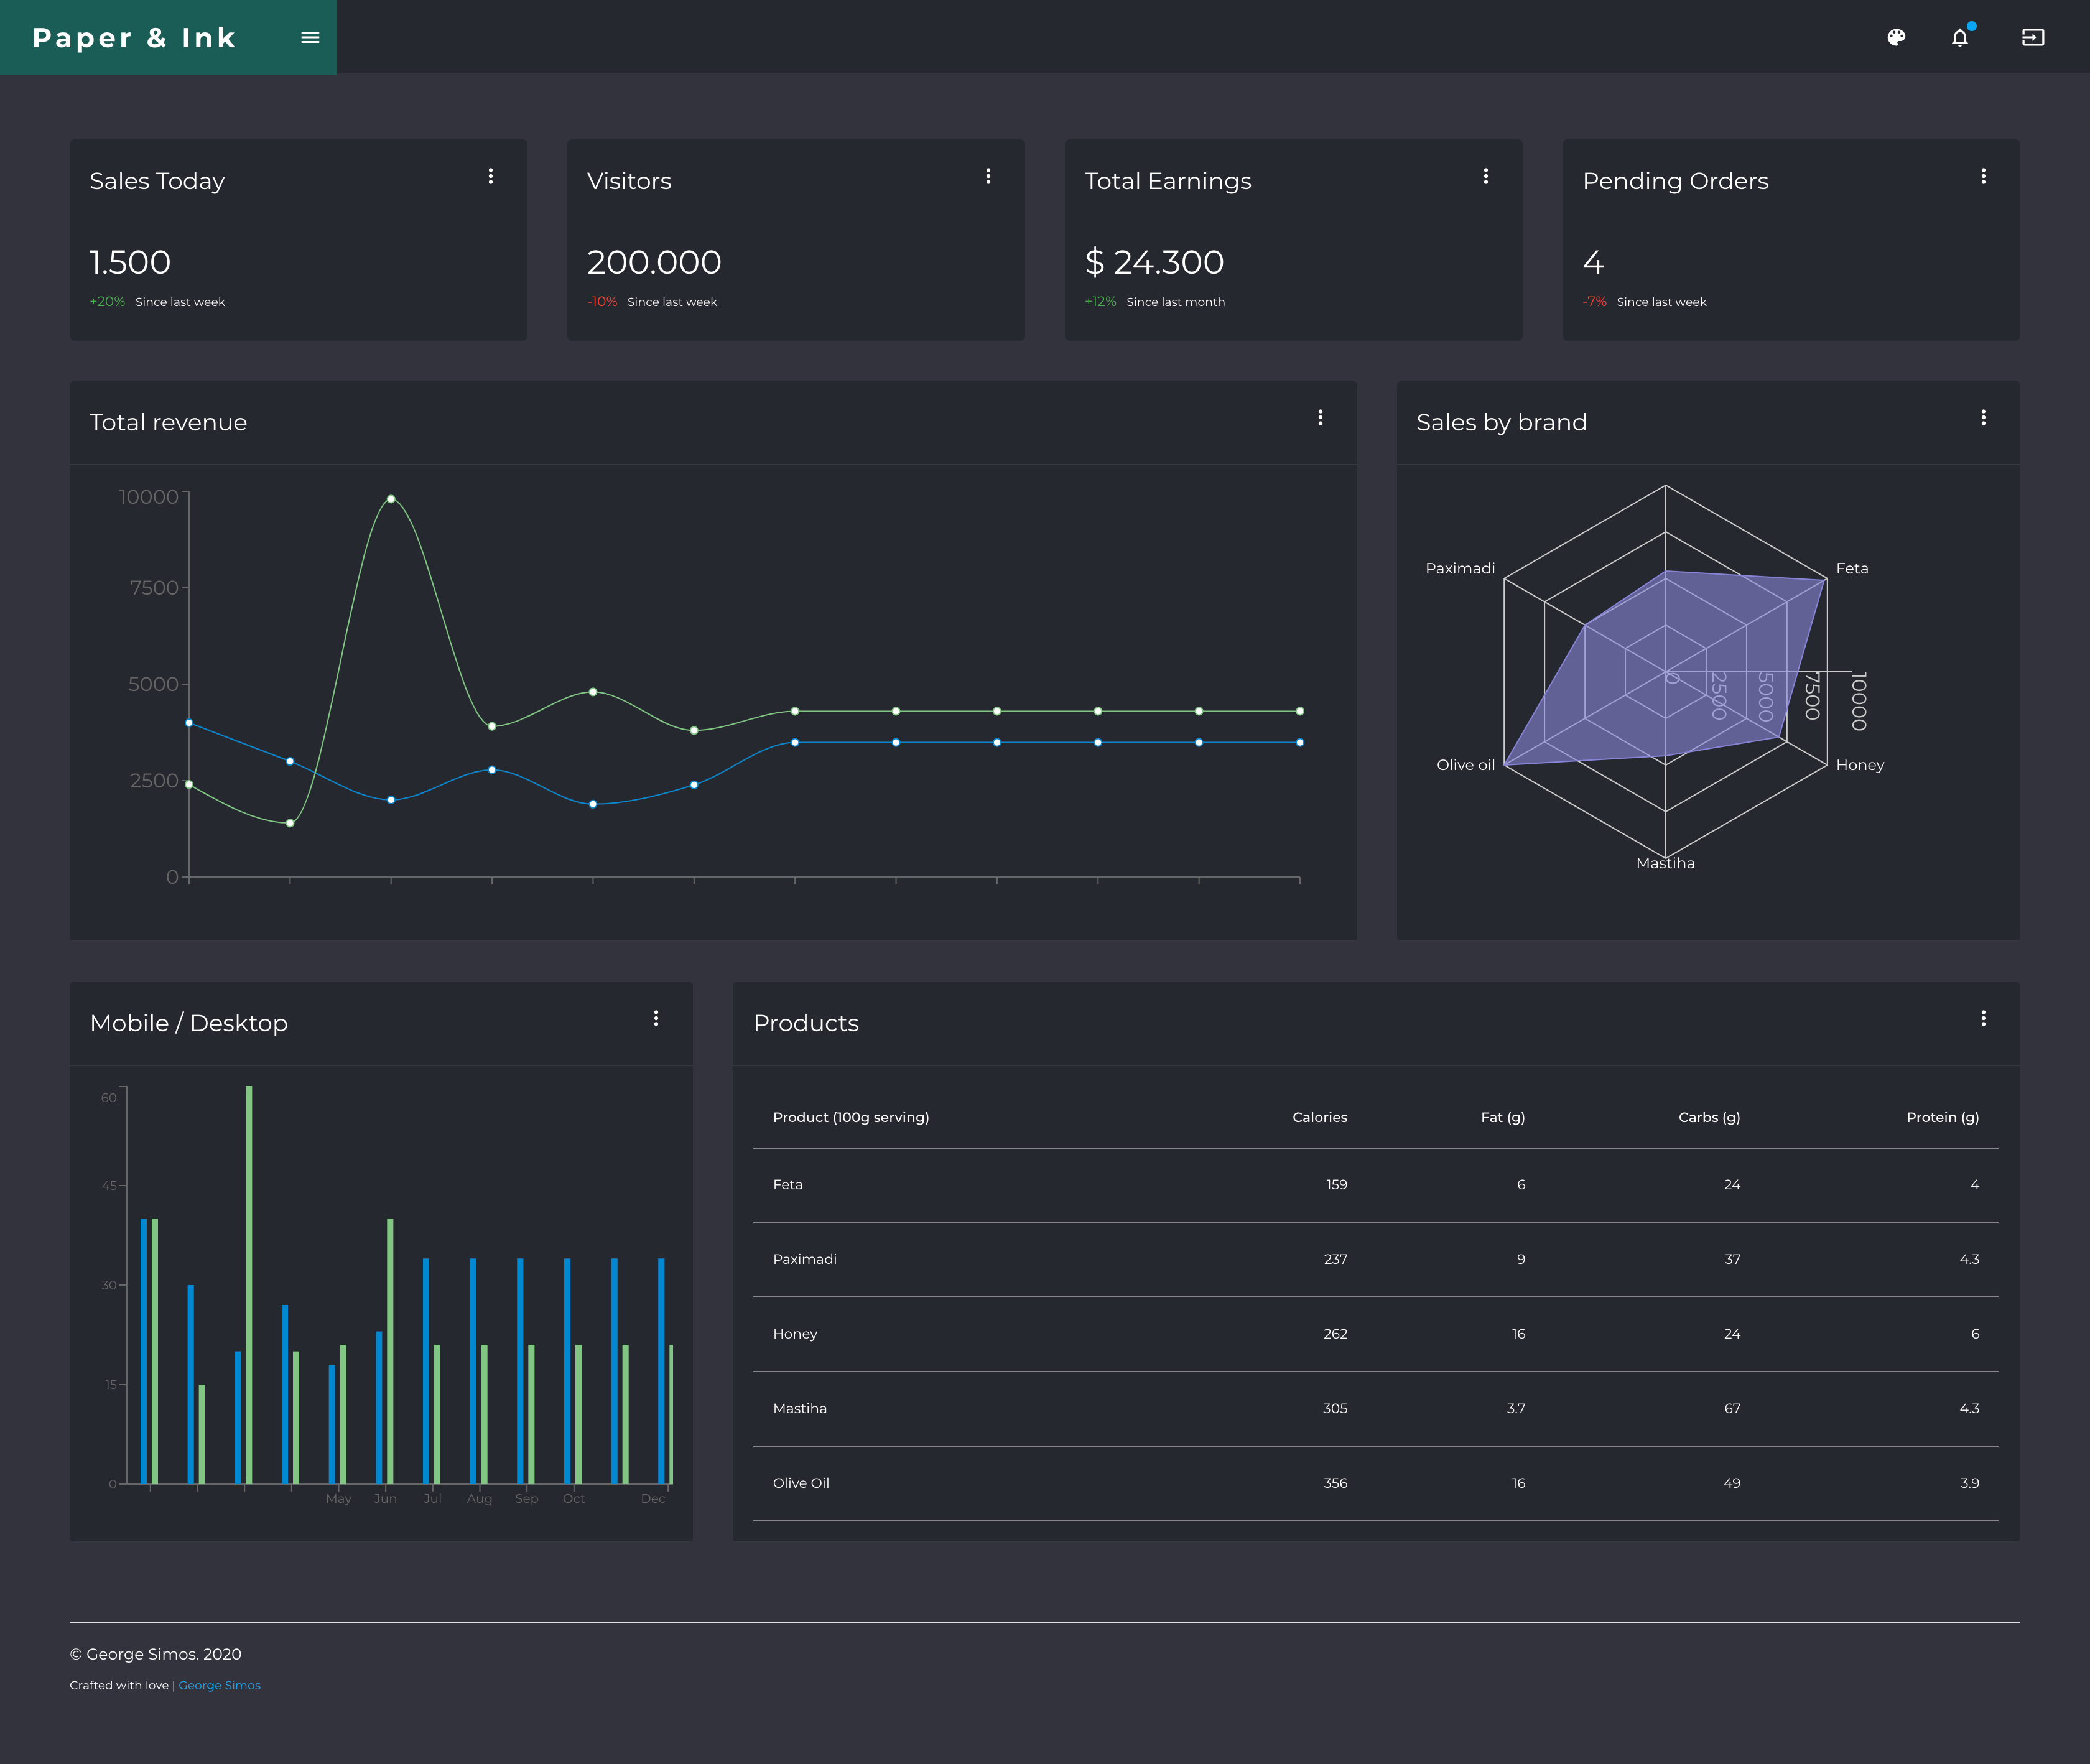 Paper & Ink
Sales Today
1.500
+20% Since last week
Visitors
200.000
-10% Since last week
Total Earnings
$ 24.300
+12% Since last month
Pending Orders
4
-7% Since last week
Total revenue
10000
7500
5000
2500
0
Sales by brand
Paximadi
Feta
Olive oil
Honey
Mastiha
0
2500
5000
7500
10000
Mobile / Desktop
60
45
30
15
0
May Jun Jul Aug Sep Oct Dec
Products
Product (100g serving) Calories Fat (g) Carbs (g) Protein (g)
Feta 159 6 24 4
Paximadi 237 9 37 4.3
Honey 262 16 24 6
Mastiha 305 3.7 67 4.3
Olive Oil 356 16 49 3.9
© George Simos. 2020
Crafted with love | George Simos